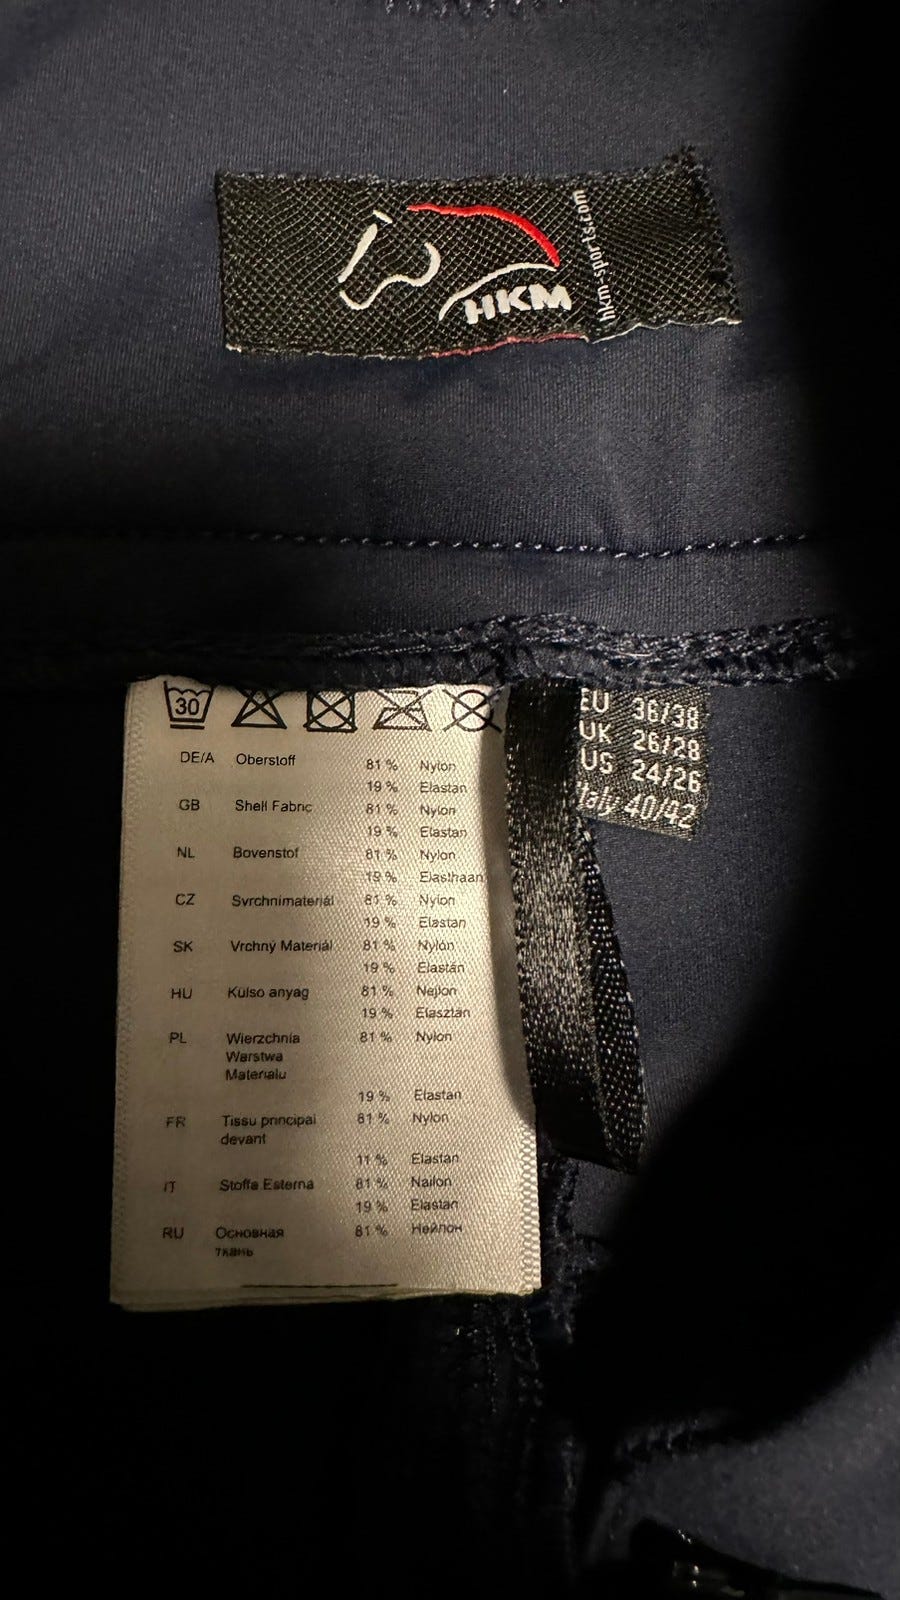 HKM
hkm-sports.com
30
EU 36/38
UK 26/28
US 24/26
Italy 40/42
DE/A Oberstoff 81 % Nylon
19 % Elastan
GB Shell Fabric 81 % Nylon
19 % Elastan
NL Bovenstof 81 % Nylon
19 % Elasthaan
CZ Svrchnimateriál 81 % Nylon
19 % Elastan
SK Vrchný Materiál 81 % Nylón
19 % Elastán
HU Külso anyag 81 % Nejlon
19 % Elasztán
PL Wierzchnia 81 % Nylon
Warstwa
Materialu
19 % Elastan
FR Tissu principal 81 % Nylon
devant
11 % Elastan
IT Stoffa Esterna 81 % Nailon
19 % Elastan
RU Основная 81 % Нейлон
ткань